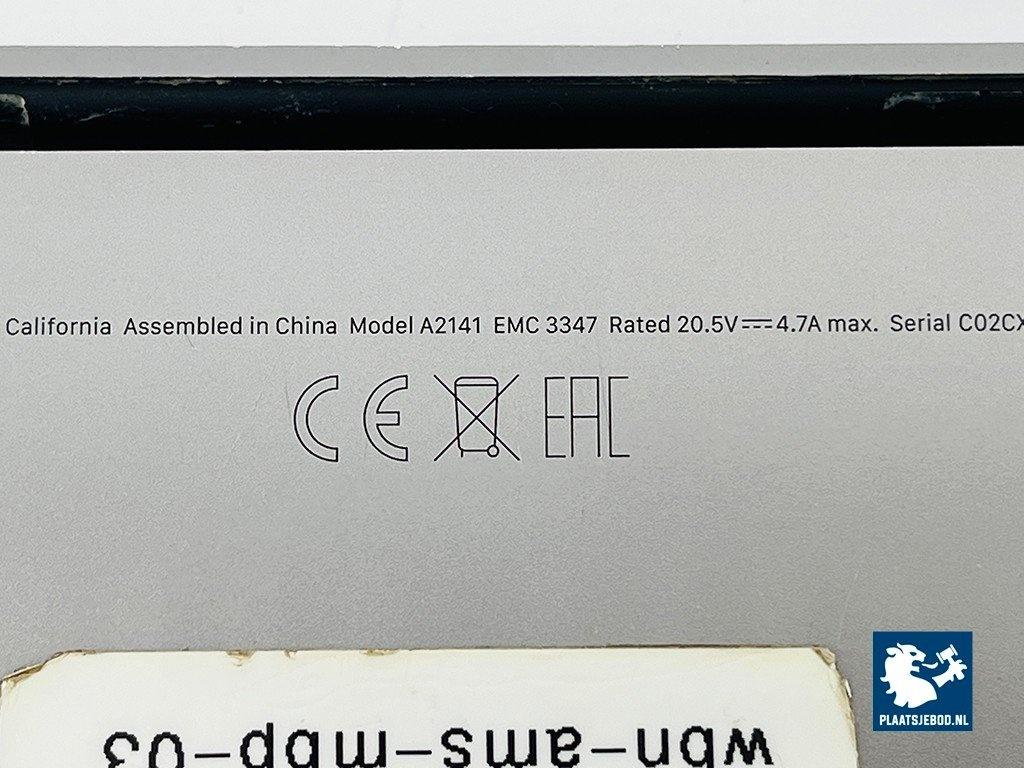 California Assembled in China Model A2141 EMC 3347 Rated 20.5V⎓4.7A max. Serial C02CX
CE EAC
wbn-ams-mbp-03
PLAATSJEBOD.NL